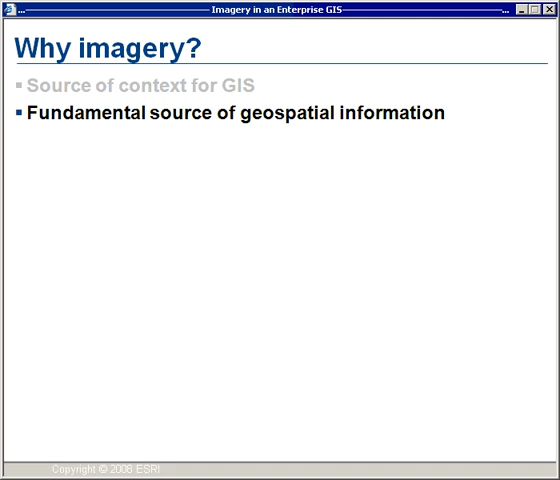 ... Imagery in an Enterprise GIS ...
Why imagery?
▪ Source of context for GIS
▪ Fundamental source of geospatial information
Copyright © 2008 ESRI